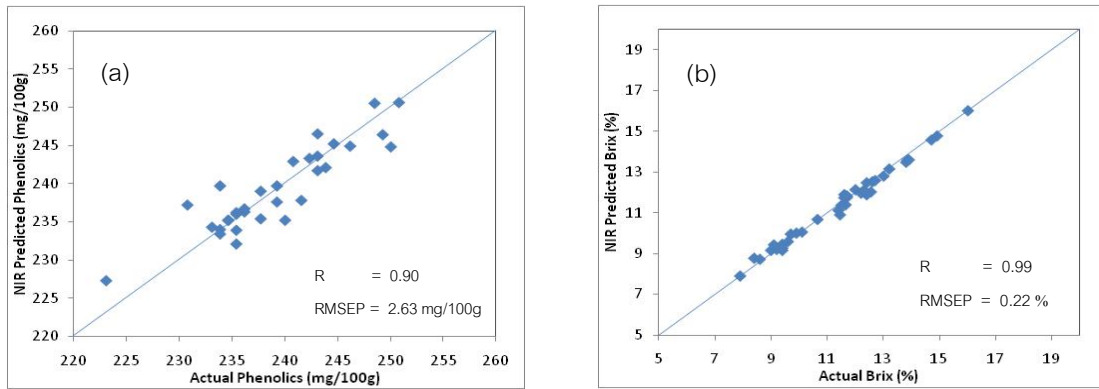 (a)
NIR Predicted Phenolics (mg/100g)
260
255
250
245
240
235
230
225
220
R = 0.90
RMSEP = 2.63 mg/100g
220 225 230 235 240 245 250 255 260
Actual Phenolics (mg/100g)
(b)
NIR Predicted Brix (%)
19
17
15
13
11
9
7
5
R = 0.99
RMSEP = 0.22 %
5 7 9 11 13 15 17 19
Actual Brix (%)